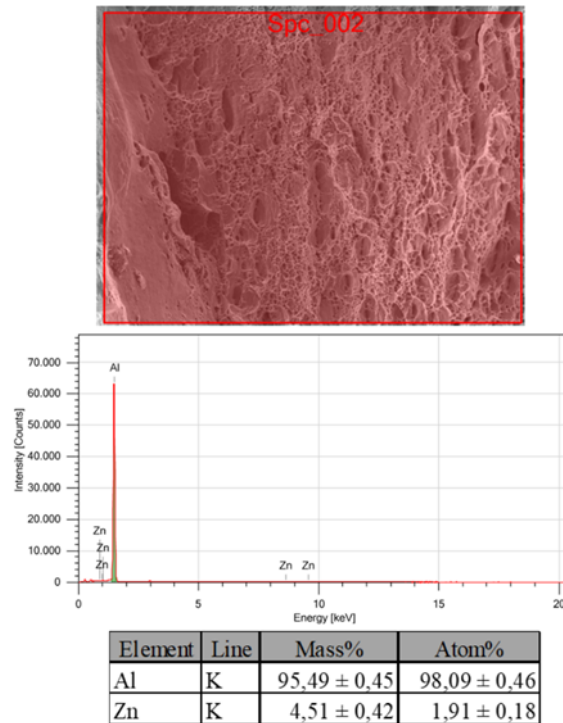 Spc_002
Intensity [Counts]
70.000
60.000
50.000
40.000
30.000
20.000
10.000
0
Al
Zn
Zn
Zn
Zn
Zn
0 5 10 15 20
Energy [keV]
Element Line Mass% Atom%
Al K 95,49 ± 0,45 98,09 ± 0,46
Zn K 4,51 ± 0,42 1,91 ± 0,18